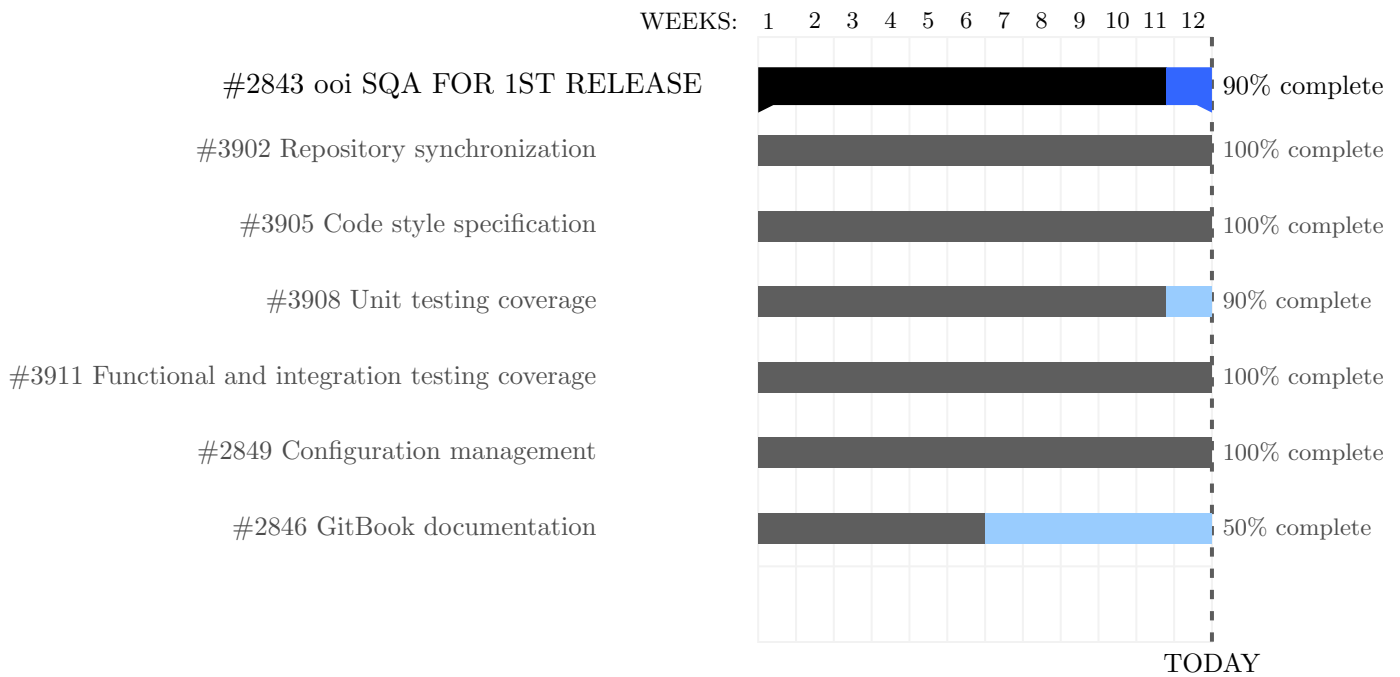 WEEKS: 1 2 3 4 5 6 7 8 9 10 11 12
#2843 ooi SQA FOR 1ST RELEASE 90% complete
#3902 Repository synchronization 100% complete
#3905 Code style specification 100% complete
#3908 Unit testing coverage 90% complete
#3911 Functional and integration testing coverage 100% complete
#2849 Configuration management 100% complete
#2846 GitBook documentation 50% complete
TODAY